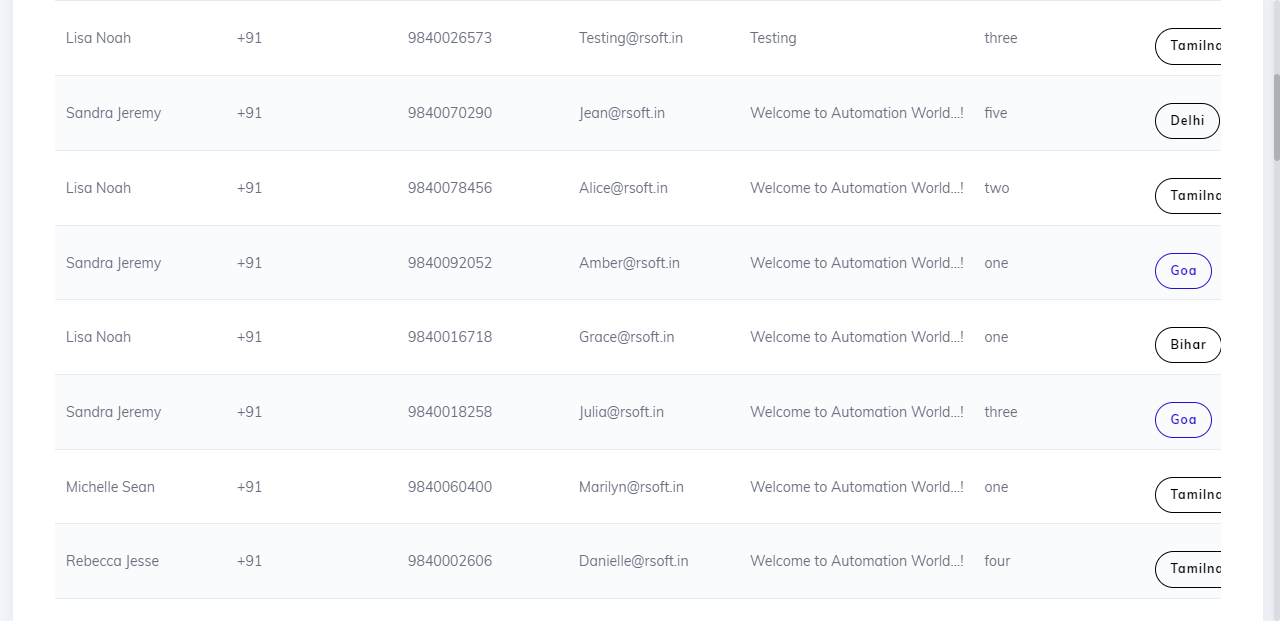 Lisa Noah +91 9840026573 Testing@rsoft.in Testing three Tamilna
Sandra Jeremy +91 9840070290 Jean@rsoft.in Welcome to Automation World...! five Delhi
Lisa Noah +91 9840078456 Alice@rsoft.in Welcome to Automation World...! two Tamilna
Sandra Jeremy +91 9840092052 Amber@rsoft.in Welcome to Automation World...! one Goa
Lisa Noah +91 9840016718 Grace@rsoft.in Welcome to Automation World...! one Bihar
Sandra Jeremy +91 9840018258 Julia@rsoft.in Welcome to Automation World...! three Goa
Michelle Sean +91 9840060400 Marilyn@rsoft.in Welcome to Automation World...! one Tamilna
Rebecca Jesse +91 9840002606 Danielle@rsoft.in Welcome to Automation World...! four Tamilna